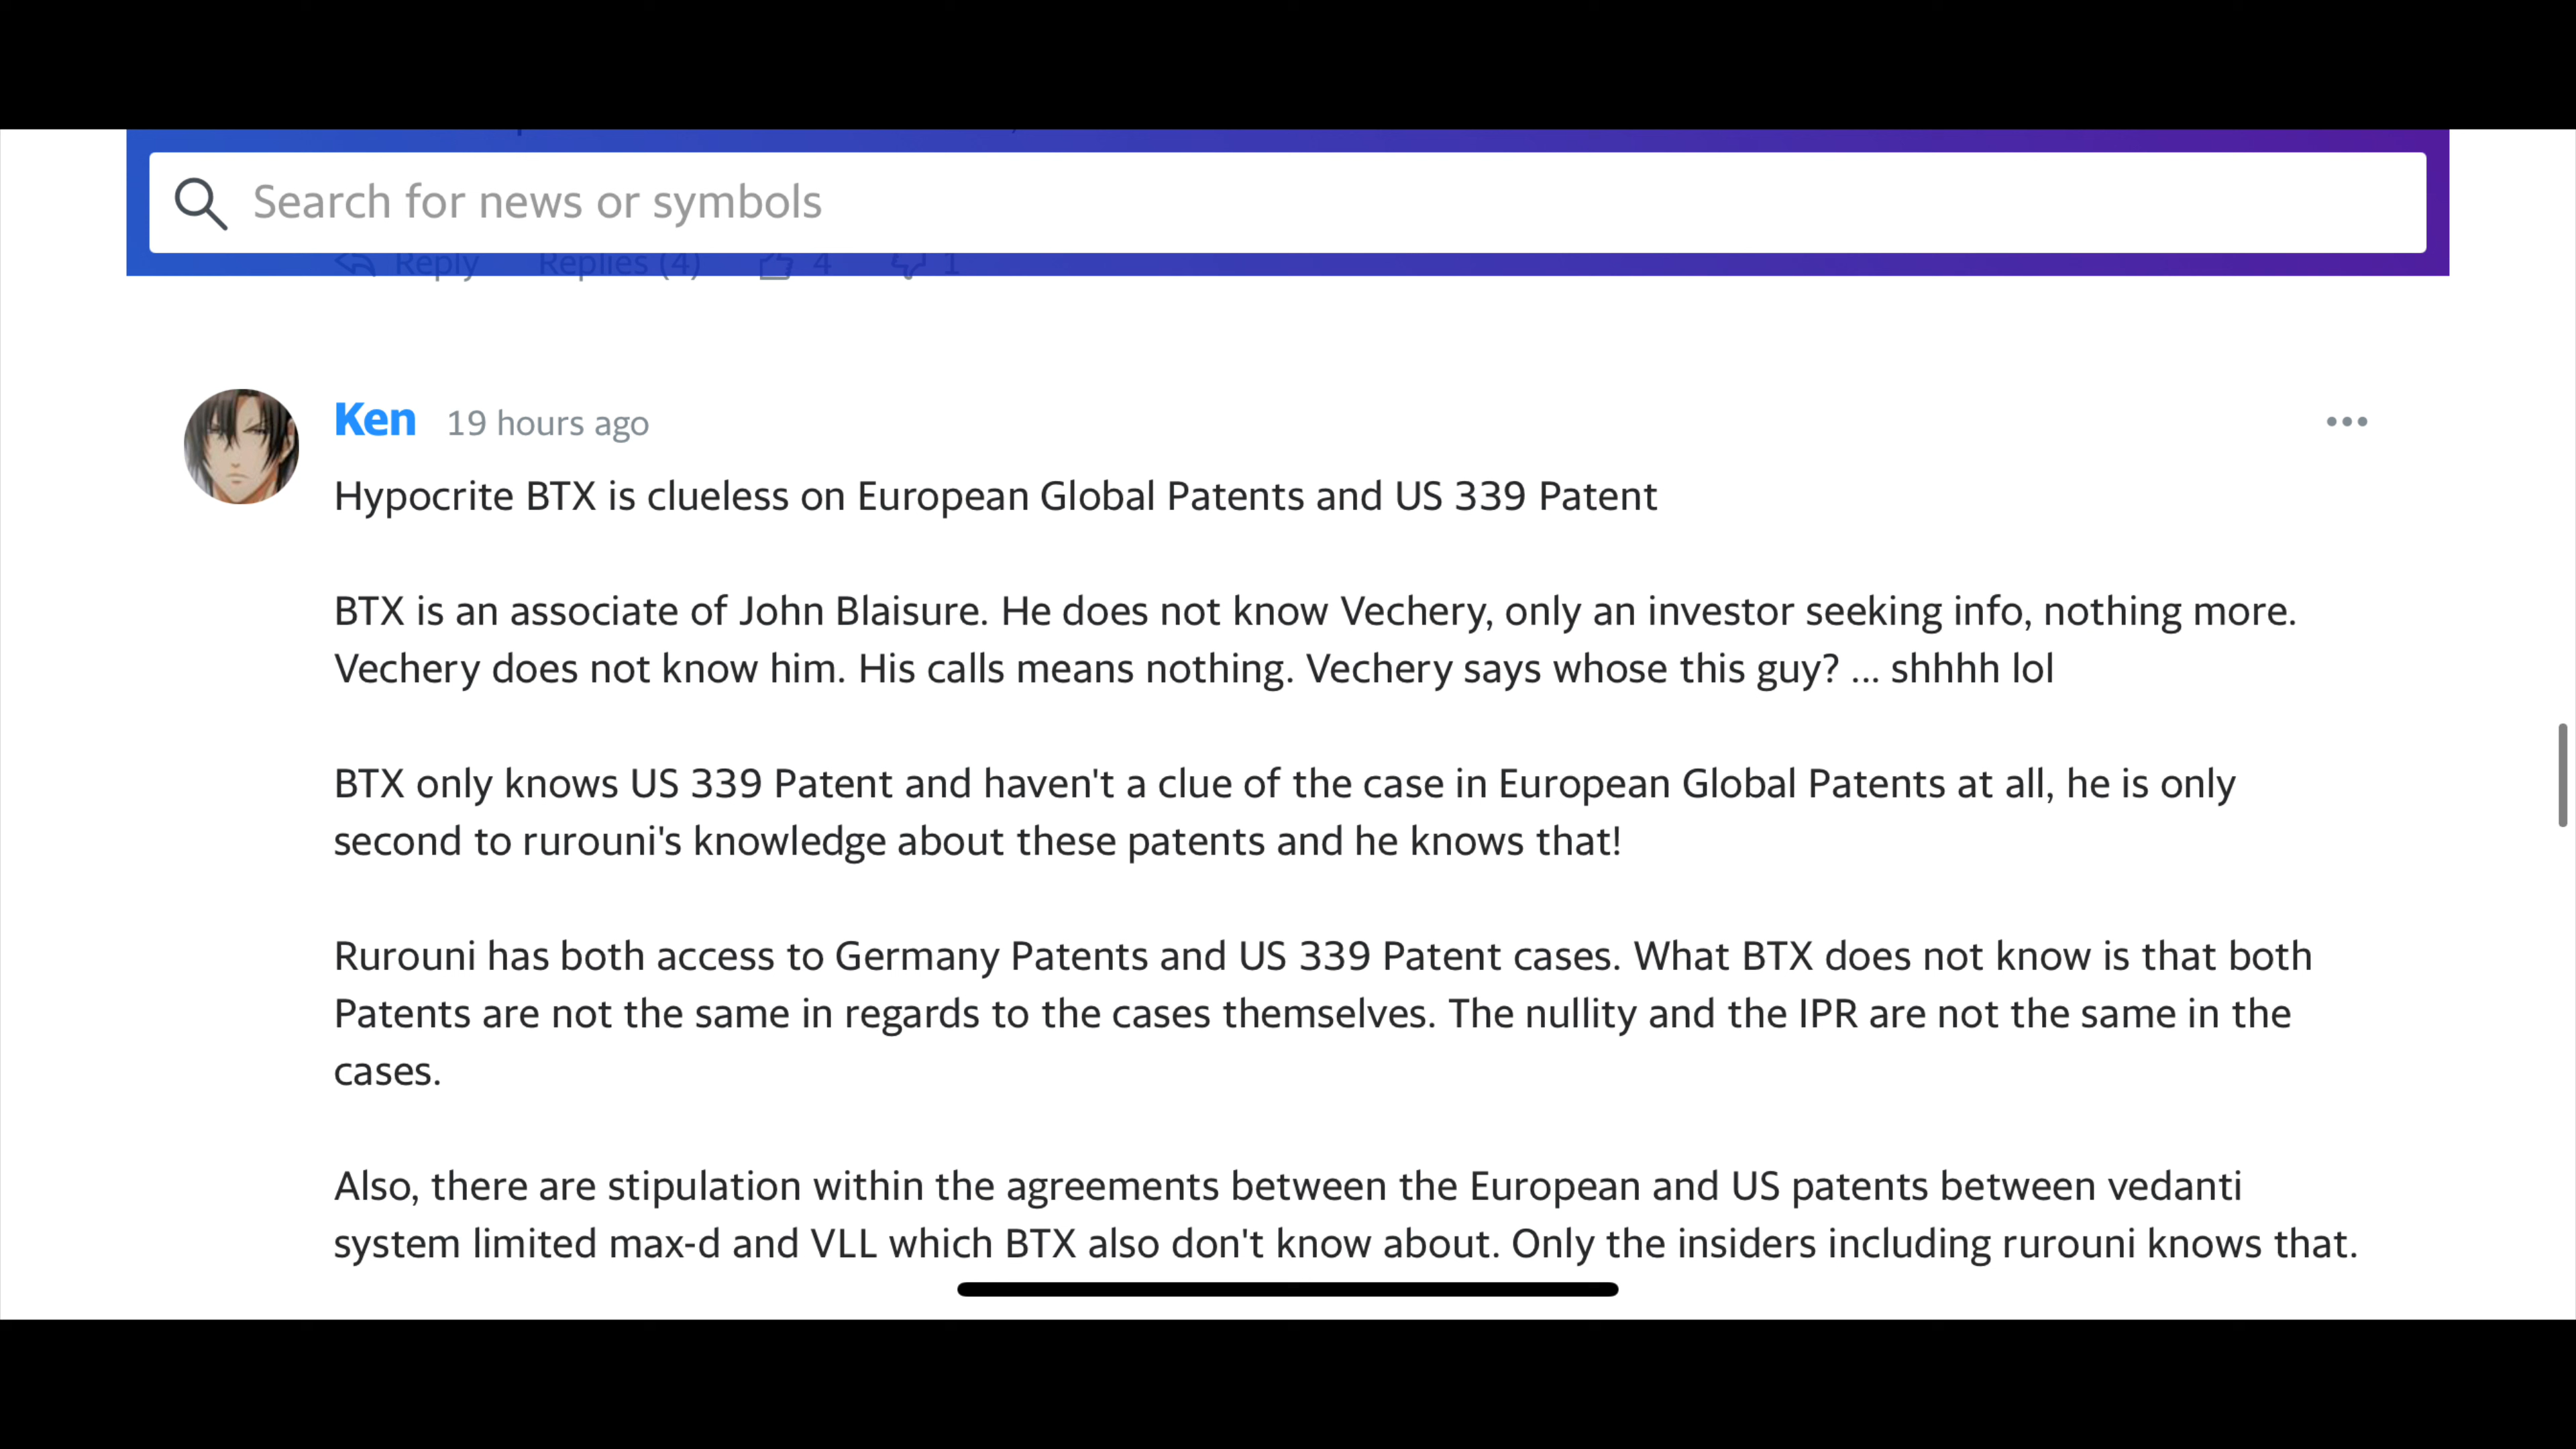 Search for news or symbols
Reply Replies (4) 4 1
Ken 19 hours ago
Hypocrite BTX is clueless on European Global Patents and US 339 Patent
BTX is an associate of John Blaisure. He does not know Vechery, only an investor seeking info, nothing more.
Vechery does not know him. His calls means nothing. Vechery says whose this guy? ... shhhh lol
BTX only knows US 339 Patent and haven't a clue of the case in European Global Patents at all, he is only
second to rurouni's knowledge about these patents and he knows that!
Rurouni has both access to Germany Patents and US 339 Patent cases. What BTX does not know is that both
Patents are not the same in regards to the cases themselves. The nullity and the IPR are not the same in the
cases.
Also, there are stipulation within the agreements between the European and US patents between vedanti
system limited max-d and VLL which BTX also don't know about. Only the insiders including rurouni knows that.